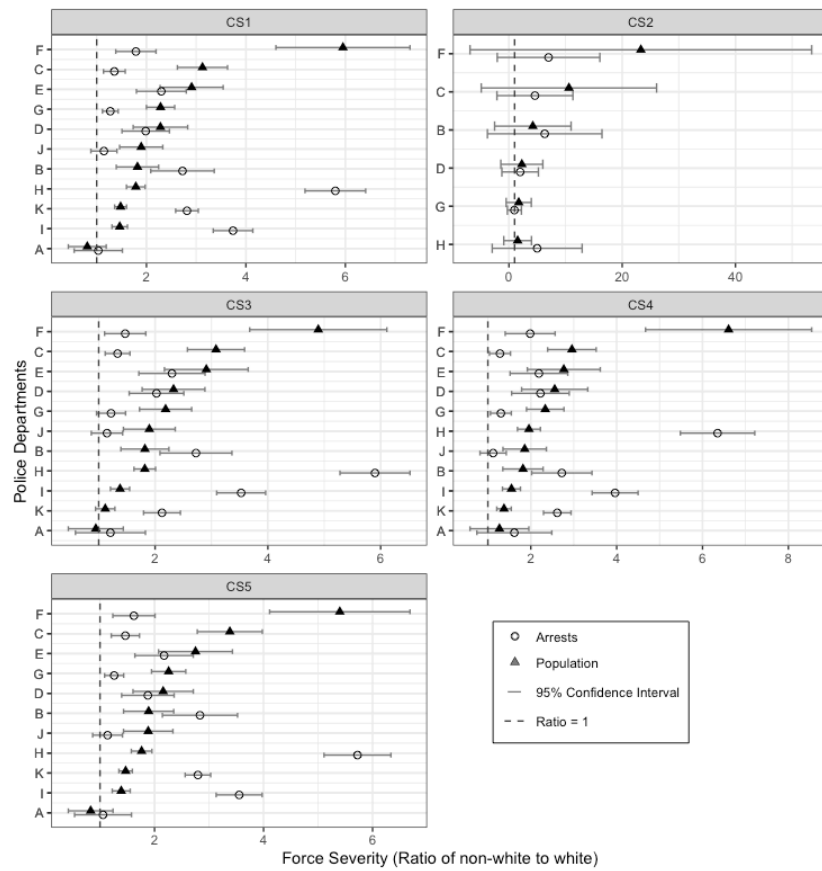 CS1
CS2
F
C
E
G
D
J
B
H
K
I
A
2
4
6
F
C
B
D
G
H
0
20
40
CS3
CS4
Police Departments
F
C
E
D
G
J
B
H
I
K
A
2
4
6
F
C
E
D
G
H
J
B
I
K
A
2
4
6
8
CS5
F
C
E
G
D
B
J
H
K
I
A
2
4
6
Arrests
Population
95% Confidence Interval
Ratio = 1
Force Severity (Ratio of non-white to white)